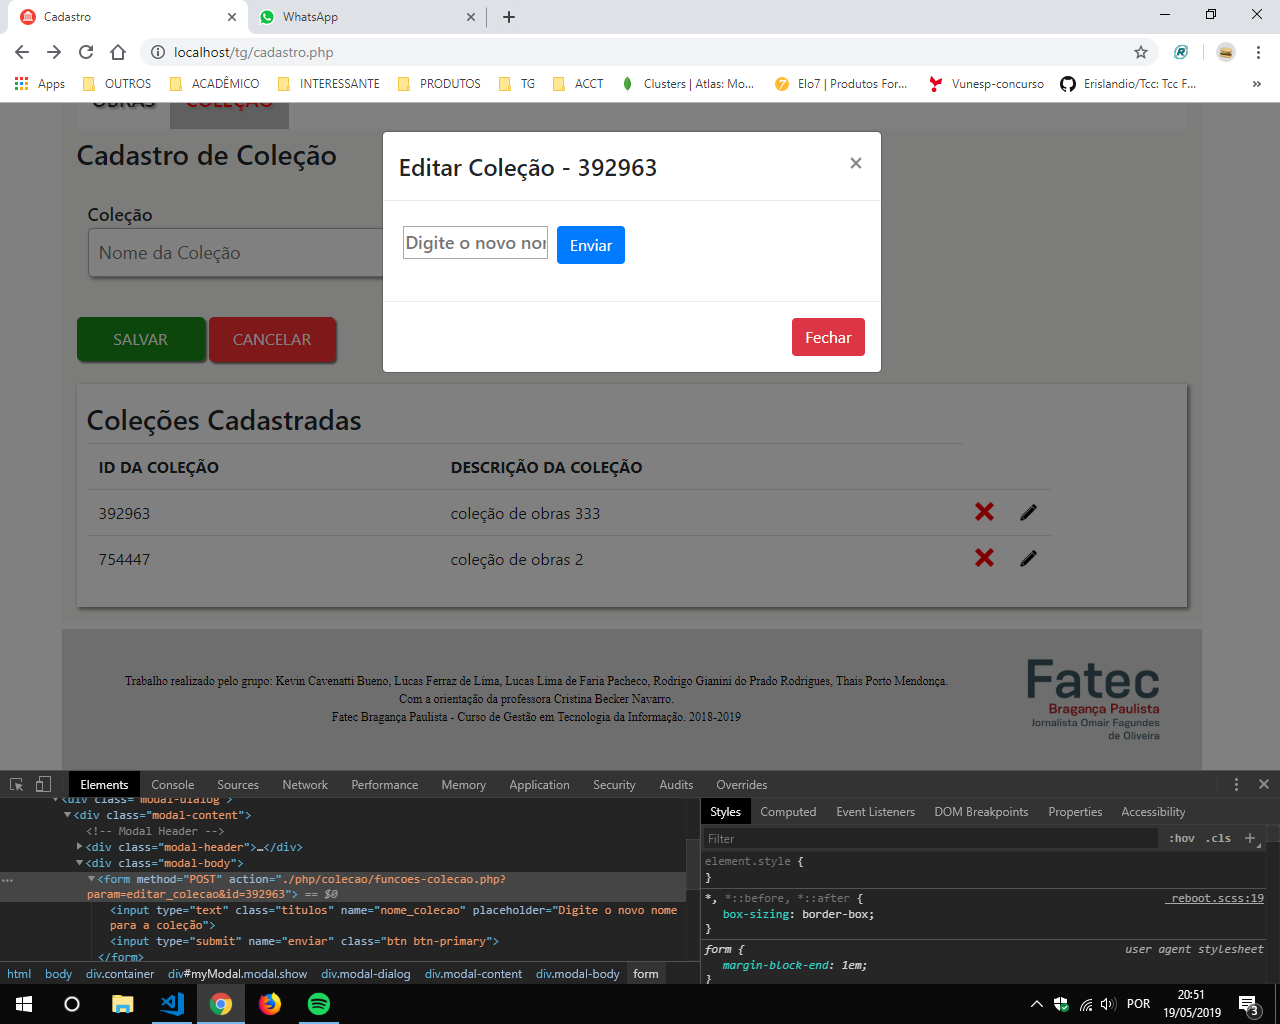 Cadastro
WhatsApp
localhost/tg/cadastro.php
Apps
OUTROS
ACADÊMICO
INTERESSANTE
PRODUTOS
TG
ACCT
Clusters | Atlas: Mo...
Elo7 | Produtos For...
Vunesp-concurso
Erislandio/Tcc: Tcc F...
»
OBRAS
COLEÇÃO
Cadastro de Coleção
Coleção
Nome da Coleção
SALVAR
CANCELAR
Editar Coleção - 392963
×
Digite o novo nor
Enviar
Fechar
Coleções Cadastradas
ID DA COLEÇÃO
DESCRIÇÃO DA COLEÇÃO
392963
coleção de obras 333
754447
coleção de obras 2
Trabalho realizado pelo grupo: Kevin Cavenatti Bueno, Lucas Ferraz de Lima, Lucas Lima de Faria Pacheco, Rodrigo Gianini do Prado Rodrigues, Thais Porto Mendonça.
Com a orientação da professora Cristina Becker Navarro.
Fatec Bragança Paulista - Curso de Gestão em Tecnologia da Informação. 2018-2019
Fatec
Bragança Paulista
Jornalista Omair Fagundes
de Oliveira
Elements
Console
Sources
Network
Performance
Memory
Application
Security
Audits
Overrides
<div class="modal-dialog">
<div class="modal-content">
<!-- Modal Header -->
<div class="modal-header">…</div>
<div class="modal-body">
<form method="POST" action="./php/colecao/funcoes-colecao.php?
param=editar_colecao&id=392963"> == $0
<input type="text" class="titulos" name="nome_colecao" placeholder="Digite o novo nome
para a coleção">
<input type="submit" name="enviar" class="btn btn-primary">
</form>
html
body
div.container
div#myModal.modal.show
div.modal-dialog
div.modal-content
div.modal-body
form
Styles
Computed
Event Listeners
DOM Breakpoints
Properties
Accessibility
Filter
:hov
.cls
+
element.style {
}
*, *::before, *::after {
_reboot.scss:19
box-sizing: border-box;
}
form {
user agent stylesheet
margin-block-end: 1em;
}
POR
20:51
19/05/2019
3